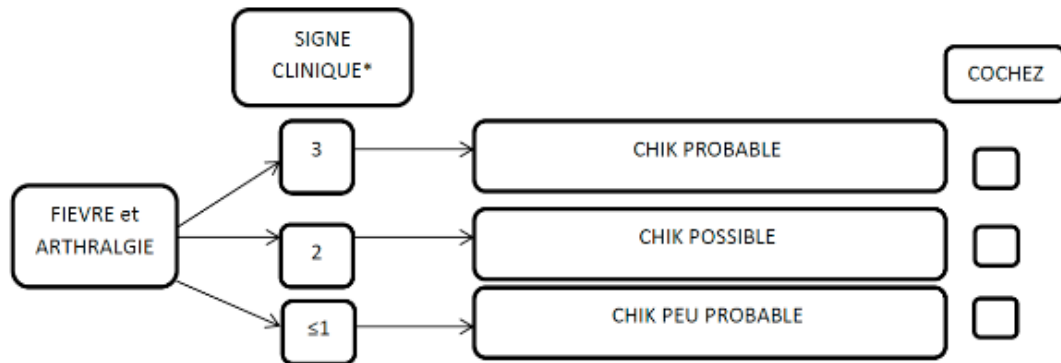 SIGNE
CLINIQUE*
COCHEZ
3
CHIK PROBABLE
FIEVRE et
ARTHRALGIE
2
CHIK POSSIBLE
≤1
CHIK PEU PROBABLE